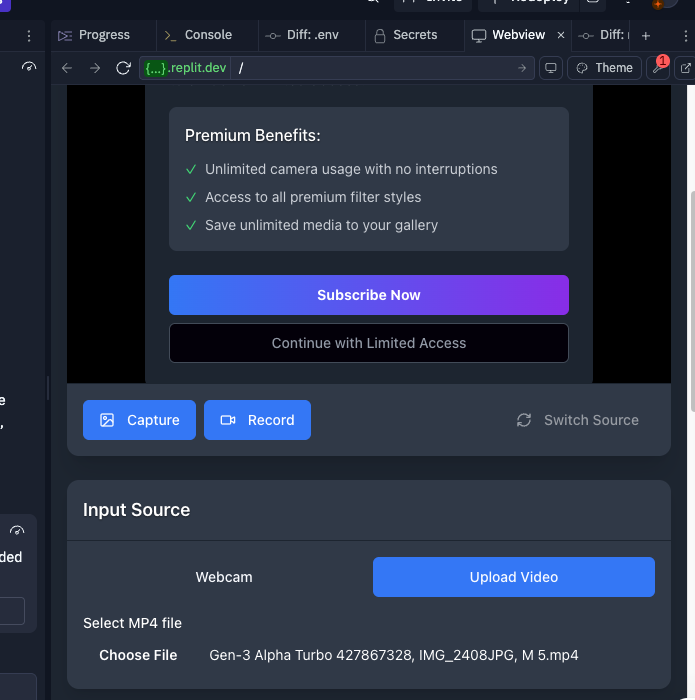 Progress Console Diff: .env Secrets Webview × Diff: +
{...}.replit.dev / Theme 1
Premium Benefits:
✓ Unlimited camera usage with no interruptions
✓ Access to all premium filter styles
✓ Save unlimited media to your gallery
Subscribe Now
Continue with Limited Access
e
,
Capture Record Switch Source
Input Source
ded
Webcam Upload Video
Select MP4 file
Choose File Gen-3 Alpha Turbo 427867328, IMG_2408JPG, M 5.mp4